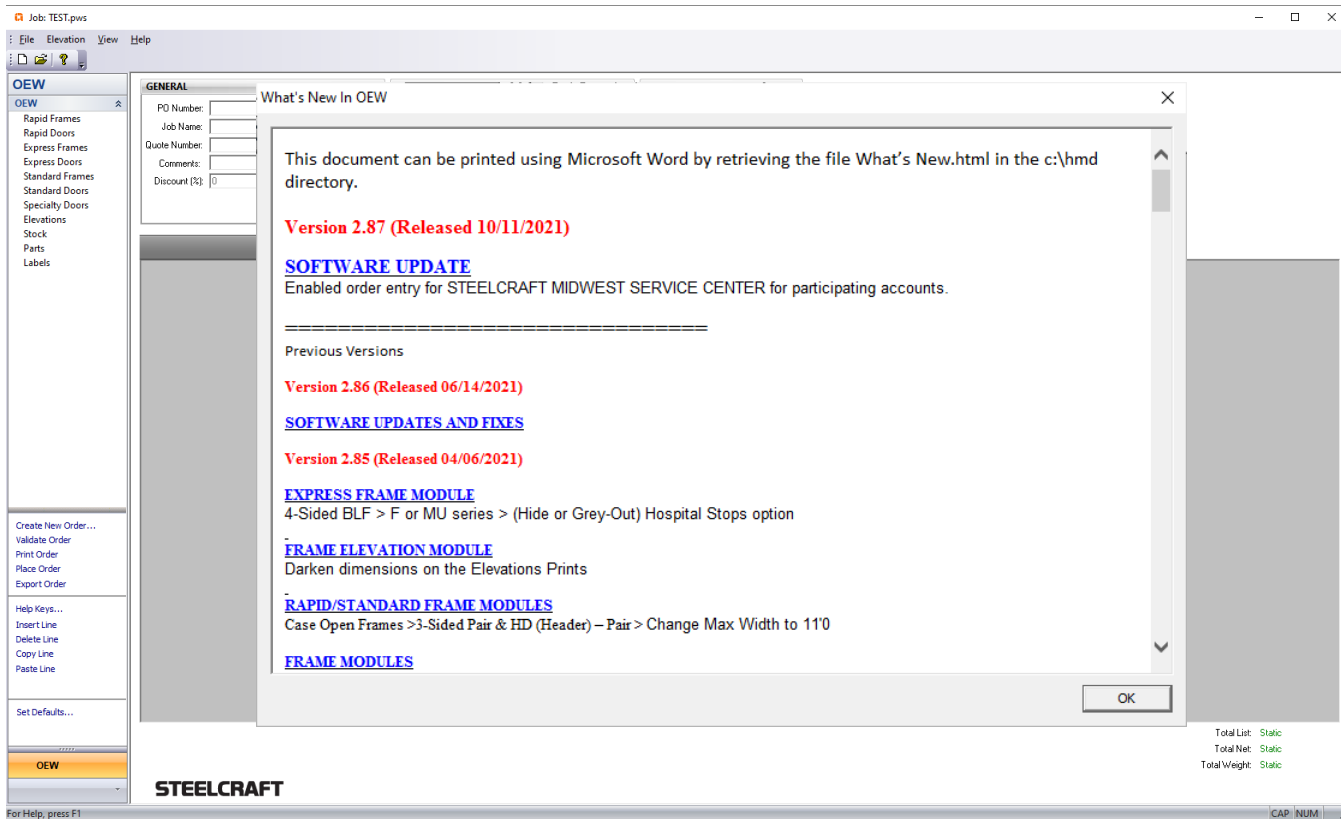 Job: TEST.pws
File Elevation View Help
OEW
OEW
Rapid Frames
Rapid Doors
Express Frames
Express Doors
Standard Frames
Standard Doors
Specialty Doors
Elevations
Stock
Parts
Labels
Create New Order...
Validate Order
Print Order
Place Order
Export Order
Help Keys...
Insert Line
Delete Line
Copy Line
Paste Line
Set Defaults...
OEW
GENERAL
PO Number:
Job Name:
Quote Number:
Comments:
Discount (%): 0
What's New In OEW
This document can be printed using Microsoft Word by retrieving the file What's New.html in the c:\hmd
directory.
Version 2.87 (Released 10/11/2021)
SOFTWARE UPDATE
Enabled order entry for STEELCRAFT MIDWEST SERVICE CENTER for participating accounts.
================================
Previous Versions
Version 2.86 (Released 06/14/2021)
SOFTWARE UPDATES AND FIXES
Version 2.85 (Released 04/06/2021)
EXPRESS FRAME MODULE
4-Sided BLF > F or MU series > (Hide or Grey-Out) Hospital Stops option
FRAME ELEVATION MODULE
Darken dimensions on the Elevations Prints
RAPID/STANDARD FRAME MODULES
Case Open Frames >3-Sided Pair & HD (Header) – Pair > Change Max Width to 11'0
FRAME MODULES
OK
Total List: Static
Total Net: Static
Total Weight: Static
STEELCRAFT
For Help, press F1
CAP NUM